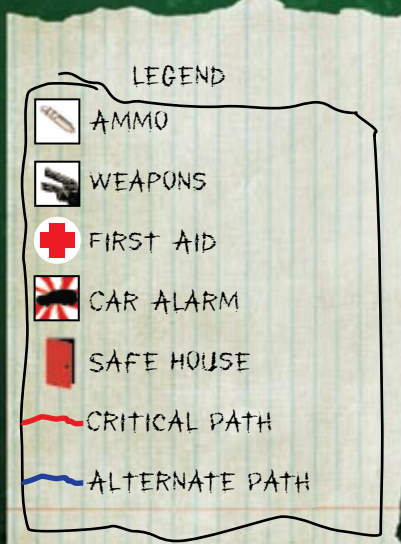 LEGEND
AMMO
WEAPONS
FIRST AID
CAR ALARM
SAFE HOUSE
CRITICAL PATH
ALTERNATE PATH